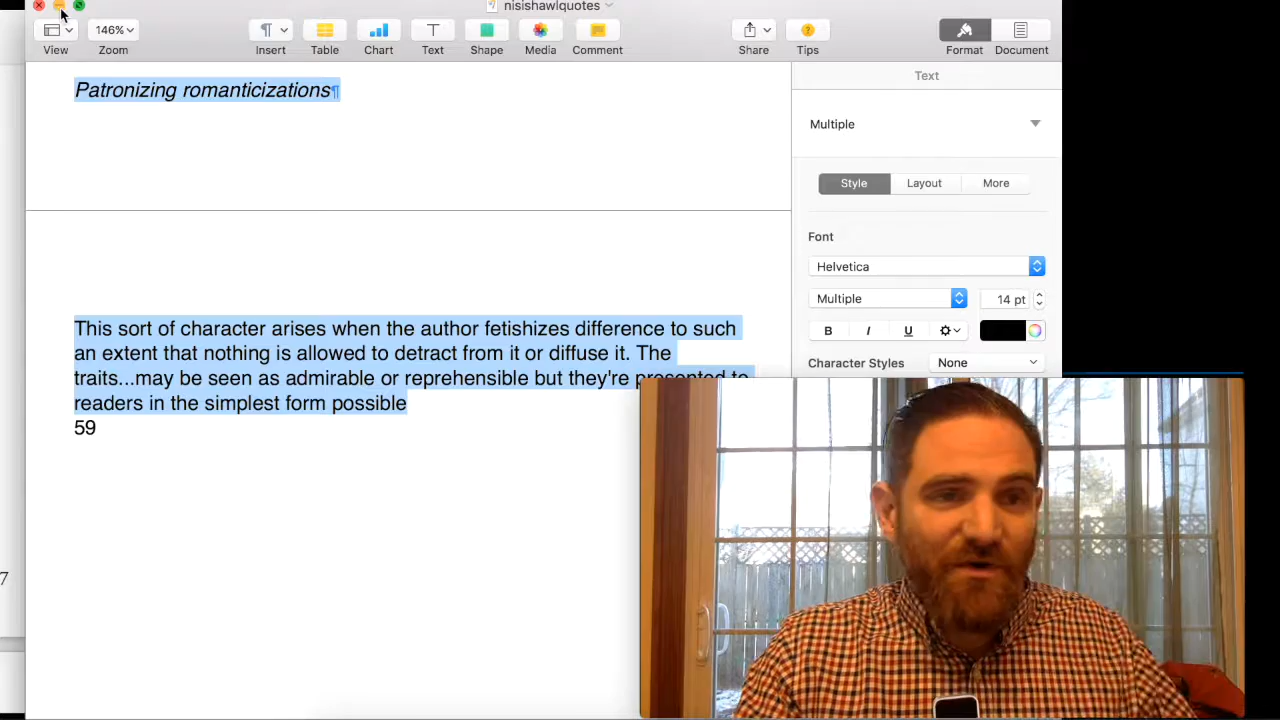 nisishawlquotes
146%
View
Zoom
Insert
Table
Chart
Text
Shape
Media
Comment
Share
Tips
Format
Document
Patronizing romanticizations¶
Text
Multiple
Style
Layout
More
Font
Helvetica
Multiple
14 pt
B
I
U
Character Styles
None
This sort of character arises when the author fetishizes difference to such
an extent that nothing is allowed to detract from it or diffuse it. The
traits...may be seen as admirable or reprehensible but they're presented to
readers in the simplest form possible
59
7